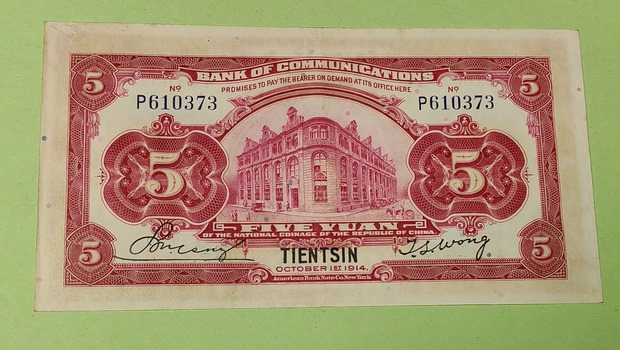 5 BANK OF COMMUNICATIONS 5
PROMISES TO PAY THE BEARER ON DEMAND AT ITS OFFICE HERE
Nº Nº
P610373 P610373
5 5
FIVE YUAN
OF THE NATIONAL COINAGE OF THE REPUBLIC OF CHINA
5 T.S. Wong 5
TIENTSIN
OCTOBER 1ST 1914.
American Bank Note Co. New York